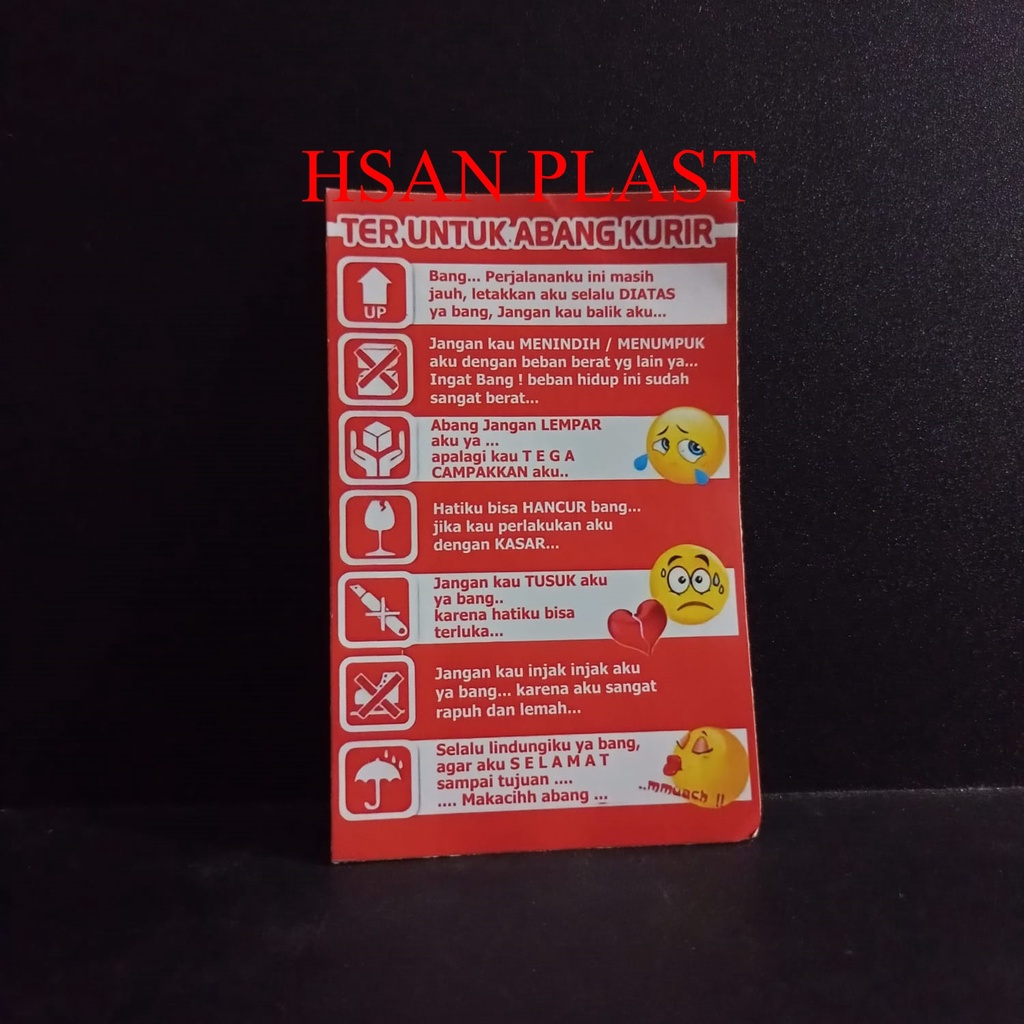 HSAN PLAST
TER UNTUK ABANG KURIR
UP
Bang... Perjalananku ini masih
jauh, letakkan aku selalu DIATAS
ya bang, Jangan kau balik aku...
Jangan kau MENINDIH / MENUMPUK
aku dengan beban berat yg lain ya...
Ingat Bang ! beban hidup ini sudah
sangat berat...
Abang Jangan LEMPAR
aku ya ...
apalagi kau T E G A
CAMPAKKAN aku..
Hatiku bisa HANCUR bang...
jika kau perlakukan aku
dengan KASAR...
Jangan kau TUSUK aku
ya bang..
karena hatiku bisa
terluka...
Jangan kau injak injak aku
ya bang... karena aku sangat
rapuh dan lemah...
Selalu lindungiku ya bang,
agar aku S E L A M A T
sampai tujuan ....
.... Makacihh abang ...
..mmuach !!